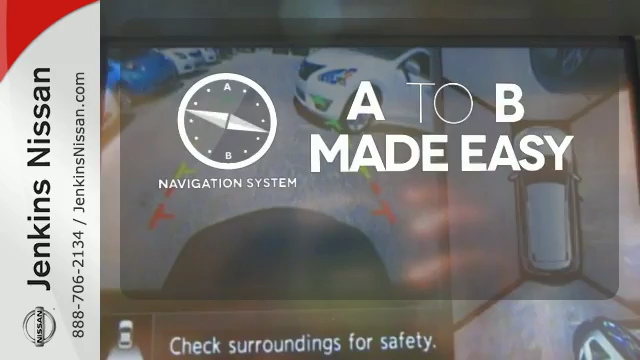 Jenkins Nissan
888-706-2134 / JenkinsNissan.com
NISSAN
A
B
NAVIGATION SYSTEM
A TO B
MADE EASY
Check surroundings for safety.